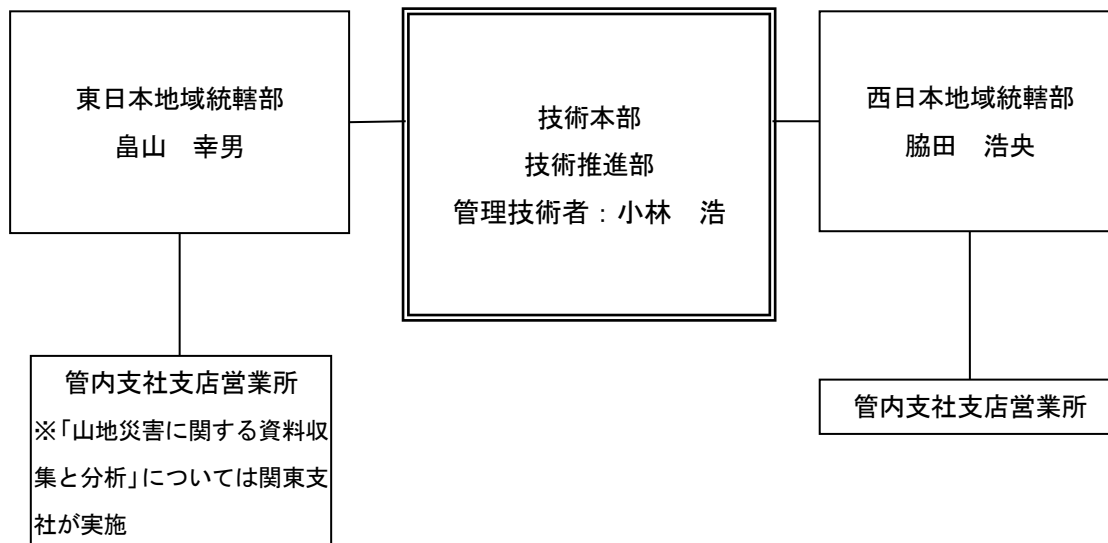 東日本地域統轄部
畠山　幸男
技術本部
技術推進部
管理技術者：小林　浩
西日本地域統轄部
脇田　浩央
管内支社支店営業所
※「山地災害に関する資料収
集と分析」については関東支
社が実施
管内支社支店営業所